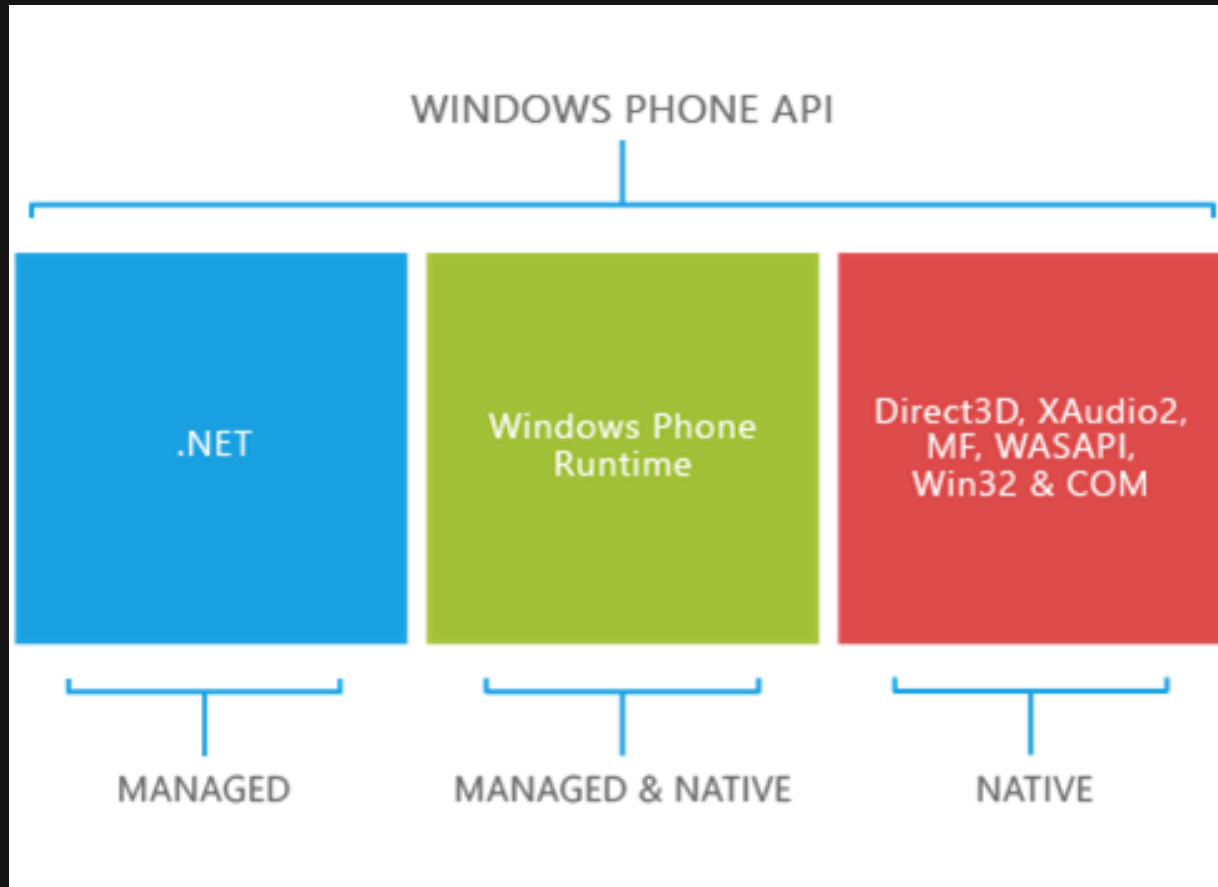 WINDOWS PHONE API
.NET
Windows Phone
Runtime
Direct3D, XAudio2,
MF, WASAPI,
Win32 & COM
MANAGED
MANAGED & NATIVE
NATIVE